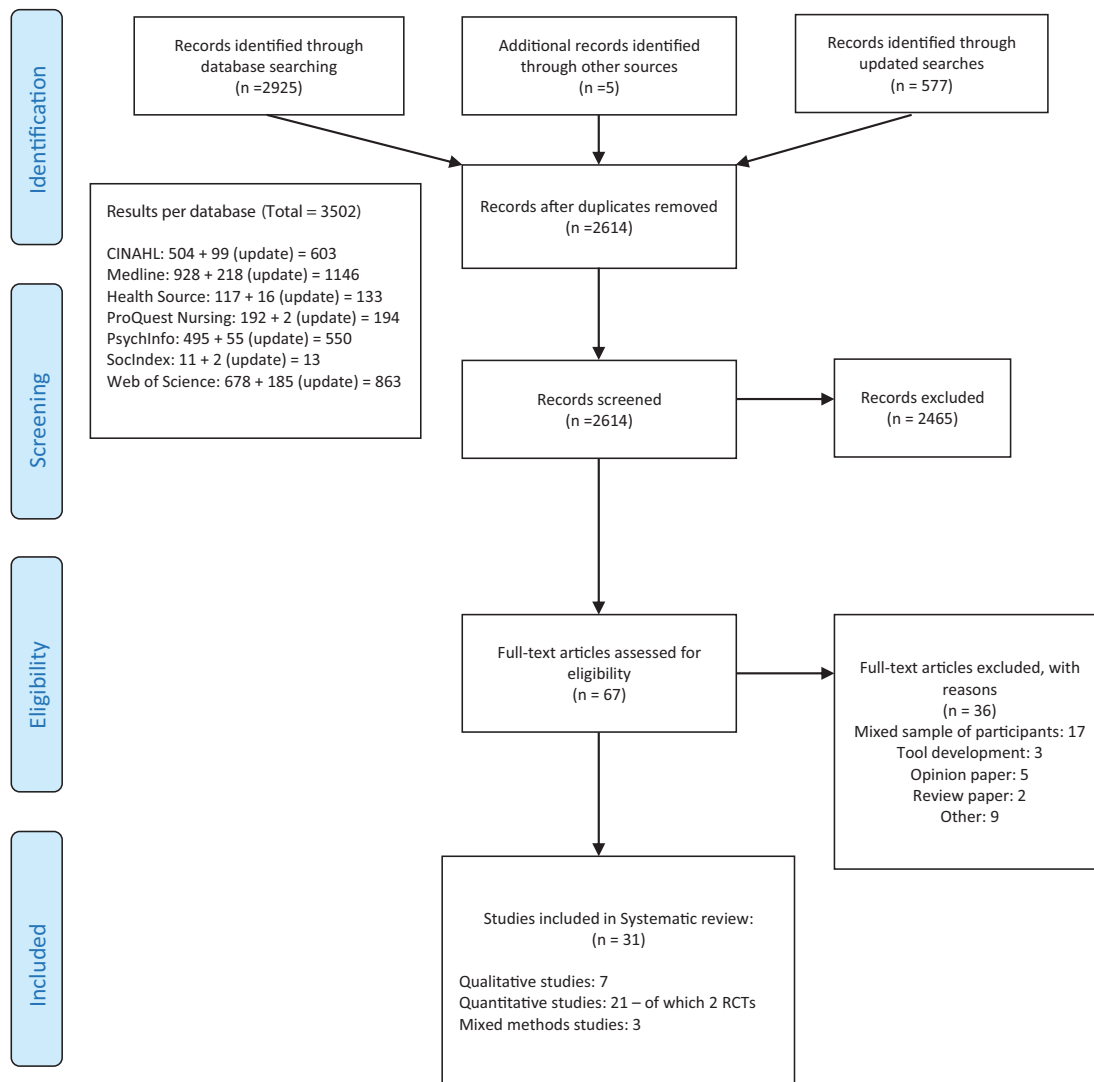 Identification
Records identified through
database searching
(n =2925)
Additional records identified
through other sources
(n =5)
Records identified through
updated searches
(n = 577)
Records after duplicates removed
(n =2614)
Results per database (Total = 3502)
CINAHL: 504 + 99 (update) = 603
Medline: 928 + 218 (update) = 1146
Health Source: 117 + 16 (update) = 133
ProQuest Nursing: 192 + 2 (update) = 194
PsychInfo: 495 + 55 (update) = 550
SocIndex: 11 + 2 (update) = 13
Web of Science: 678 + 185 (update) = 863
Screening
Records screened
(n =2614)
Records excluded
(n = 2465)
Eligibility
Full-text articles assessed for
eligibility
(n = 67)
Full-text articles excluded, with
reasons
(n = 36)
Mixed sample of participants: 17
Tool development: 3
Opinion paper: 5
Review paper: 2
Other: 9
Included
Studies included in Systematic review:
(n = 31)
Qualitative studies: 7
Quantitative studies: 21 – of which 2 RCTs
Mixed methods studies: 3